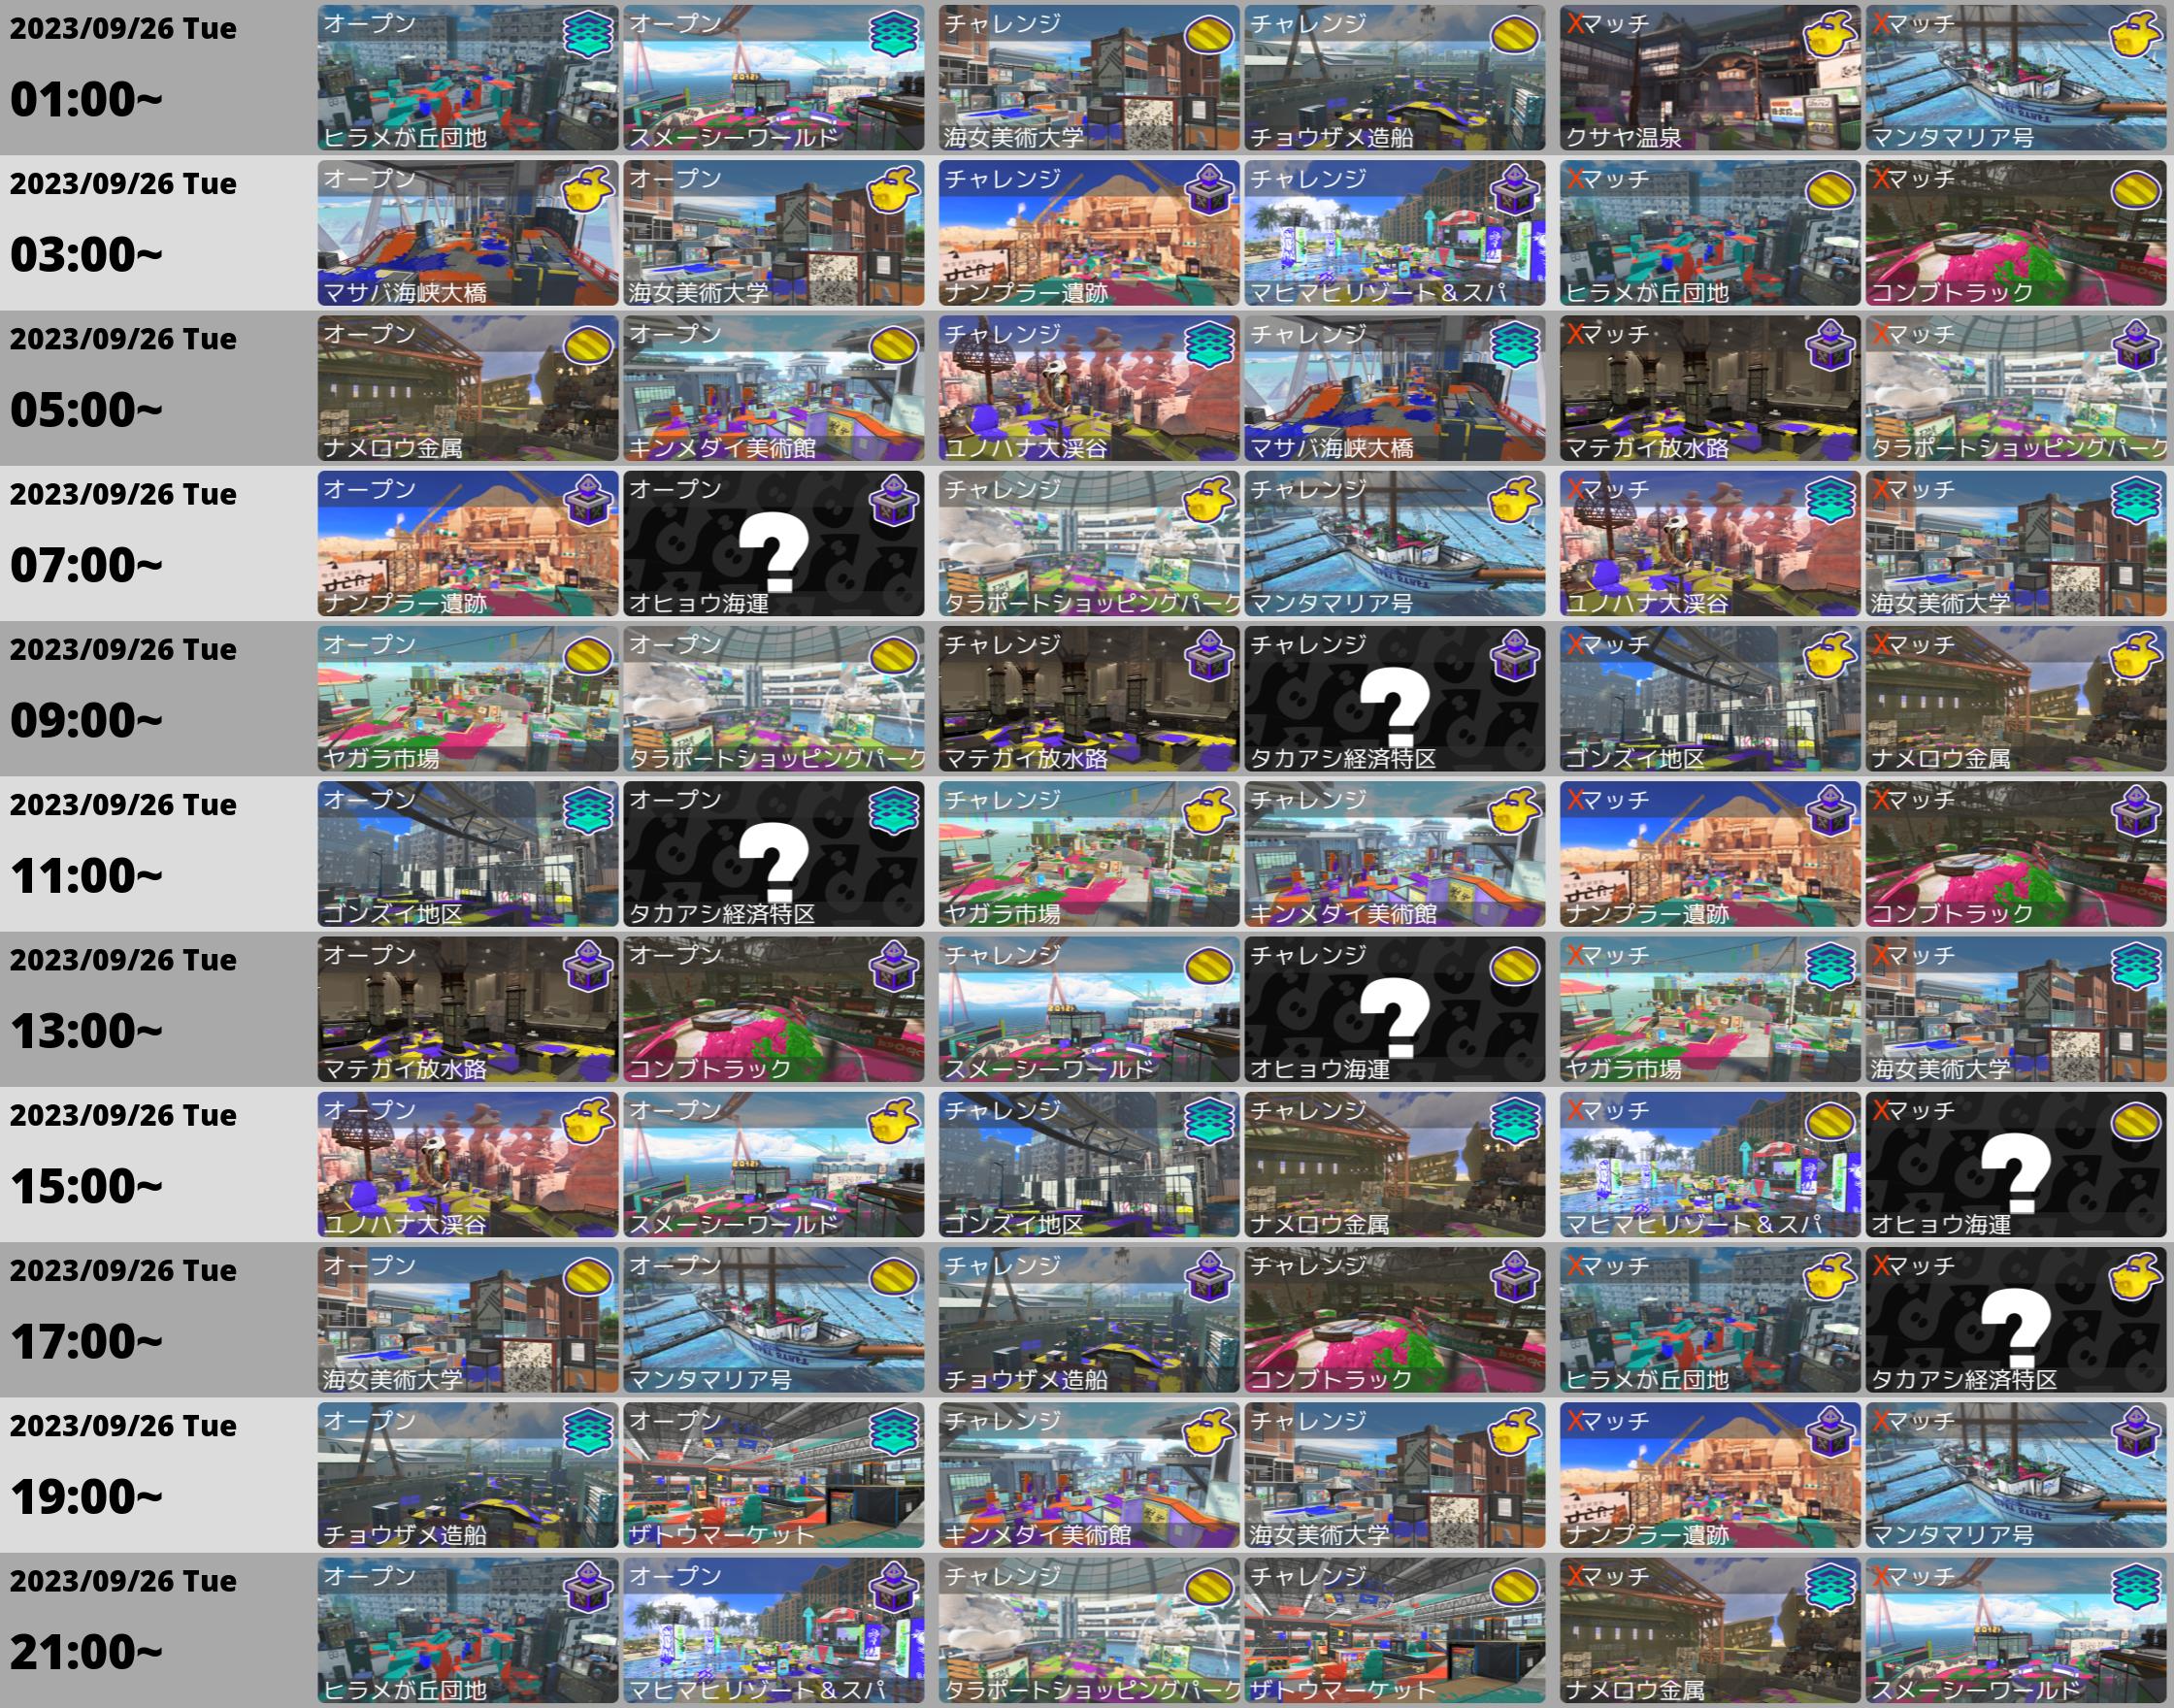 2023/09/26 Tue
01:00~
オープン
ヒラメが丘団地
オープン
スメーシーワールド
チャレンジ
海女美術大学
チャレンジ
チョウザメ造船
Xマッチ
クサヤ温泉
Xマッチ
マンタマリア号
2023/09/26 Tue
03:00~
オープン
マサバ海峡大橋
オープン
海女美術大学
チャレンジ
ナンプラー遺跡
チャレンジ
マヒマヒリゾート＆スパ
Xマッチ
ヒラメが丘団地
Xマッチ
コンブトラック
2023/09/26 Tue
05:00~
オープン
ナメロウ金属
オープン
キンメダイ美術館
チャレンジ
ユノハナ大渓谷
チャレンジ
マサバ海峡大橋
Xマッチ
マテガイ放水路
Xマッチ
タラポートショッピングパーク
2023/09/26 Tue
07:00~
オープン
ナンプラー遺跡
オープン
?
オヒョウ海運
チャレンジ
タラポートショッピングパーク
チャレンジ
マンタマリア号
Xマッチ
ユノハナ大渓谷
Xマッチ
海女美術大学
2023/09/26 Tue
09:00~
オープン
ヤガラ市場
オープン
タラポートショッピングパーク
チャレンジ
マテガイ放水路
チャレンジ
?
タカアシ経済特区
Xマッチ
ゴンズイ地区
Xマッチ
ナメロウ金属
2023/09/26 Tue
11:00~
オープン
ゴンズイ地区
オープン
?
タカアシ経済特区
チャレンジ
ヤガラ市場
チャレンジ
キンメダイ美術館
Xマッチ
ナンプラー遺跡
Xマッチ
コンブトラック
2023/09/26 Tue
13:00~
オープン
マテガイ放水路
オープン
コンブトラック
チャレンジ
スメーシーワールド
チャレンジ
?
オヒョウ海運
Xマッチ
ヤガラ市場
Xマッチ
海女美術大学
2023/09/26 Tue
15:00~
オープン
ユノハナ大渓谷
オープン
スメーシーワールド
チャレンジ
ゴンズイ地区
チャレンジ
ナメロウ金属
Xマッチ
マヒマヒリゾート＆スパ
Xマッチ
?
オヒョウ海運
2023/09/26 Tue
17:00~
オープン
海女美術大学
オープン
マンタマリア号
チャレンジ
チョウザメ造船
チャレンジ
コンブトラック
Xマッチ
ヒラメが丘団地
Xマッチ
?
タカアシ経済特区
2023/09/26 Tue
19:00~
オープン
チョウザメ造船
オープン
ザトウマーケット
チャレンジ
キンメダイ美術館
チャレンジ
海女美術大学
Xマッチ
ナンプラー遺跡
Xマッチ
マンタマリア号
2023/09/26 Tue
21:00~
オープン
ヒラメが丘団地
オープン
マヒマヒリゾート＆スパ
チャレンジ
タラポートショッピングパーク
チャレンジ
ザトウマーケット
Xマッチ
ナメロウ金属
Xマッチ
スメーシーワールド